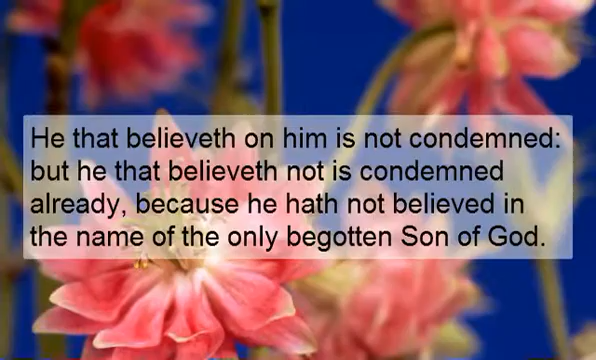 He that believeth on him is not condemned:
but he that believeth not is condemned
already, because he hath not believed in
the name of the only begotten Son of God.